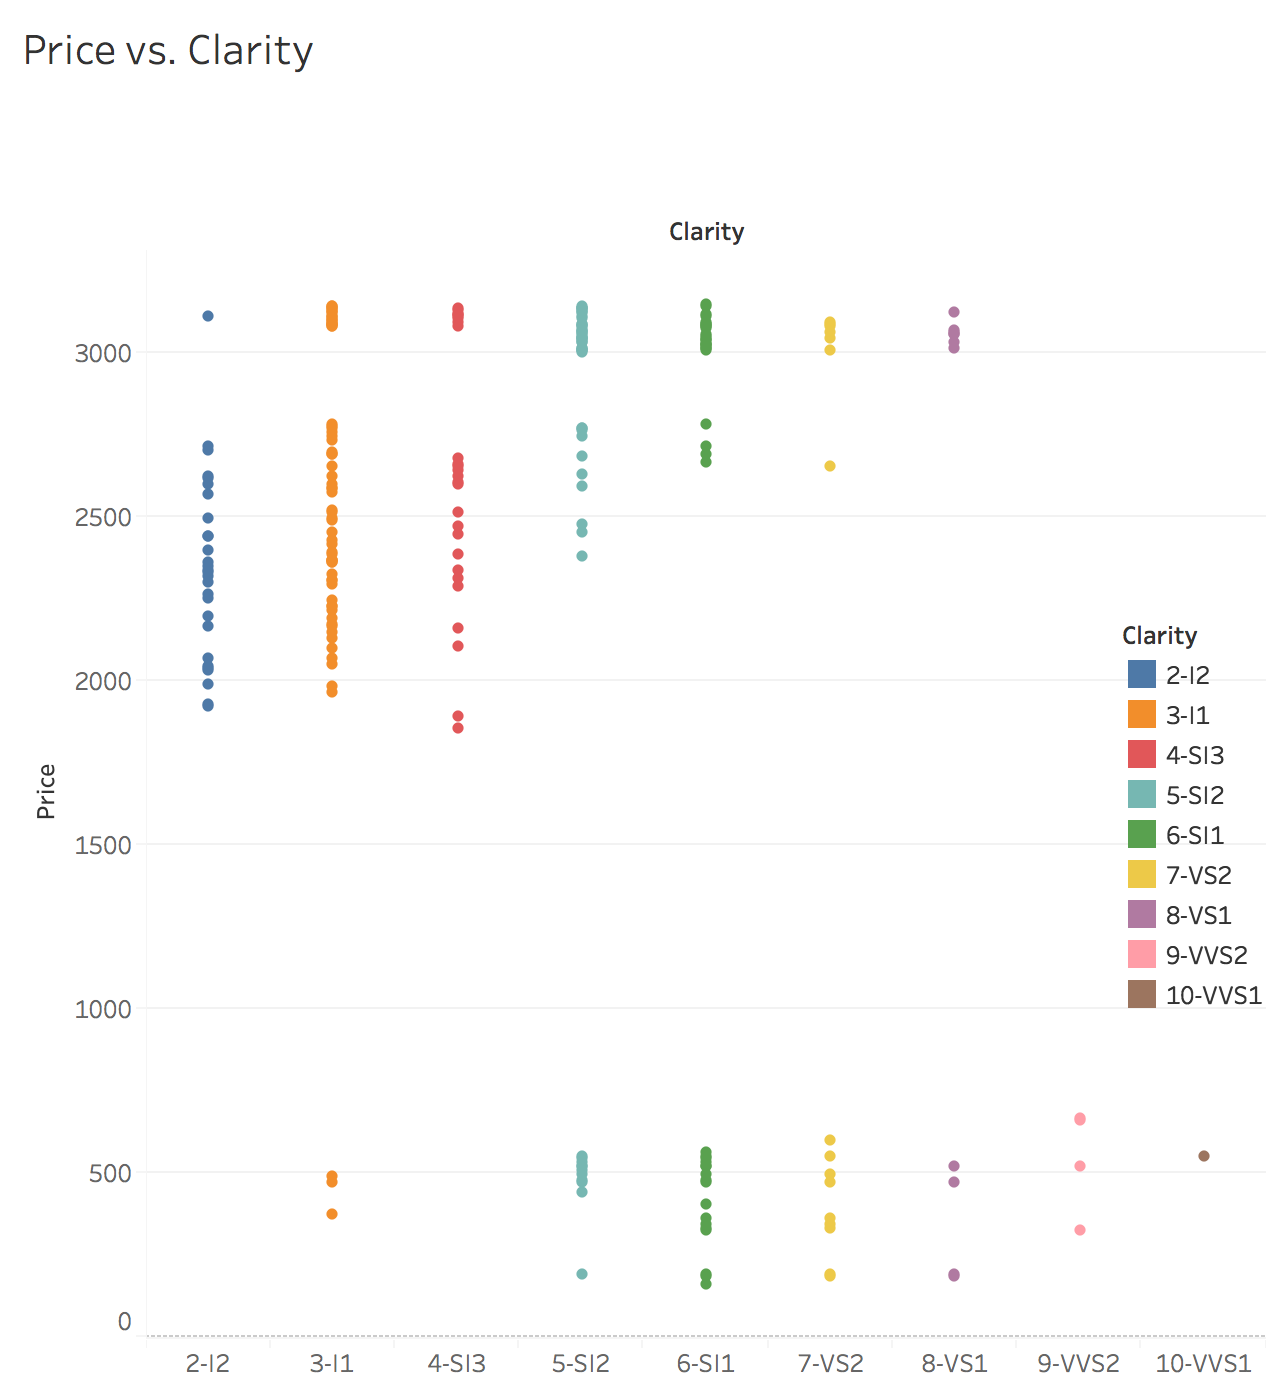 Price vs. Clarity
Clarity
3000
2500
2000
1500
1000
500
0
Price
Clarity
2-I2
3-I1
4-SI3
5-SI2
6-SI1
7-VS2
8-VS1
9-VVS2
10-VVS1
2-I2 3-I1 4-SI3 5-SI2 6-SI1 7-VS2 8-VS1 9-VVS2 10-VVS1